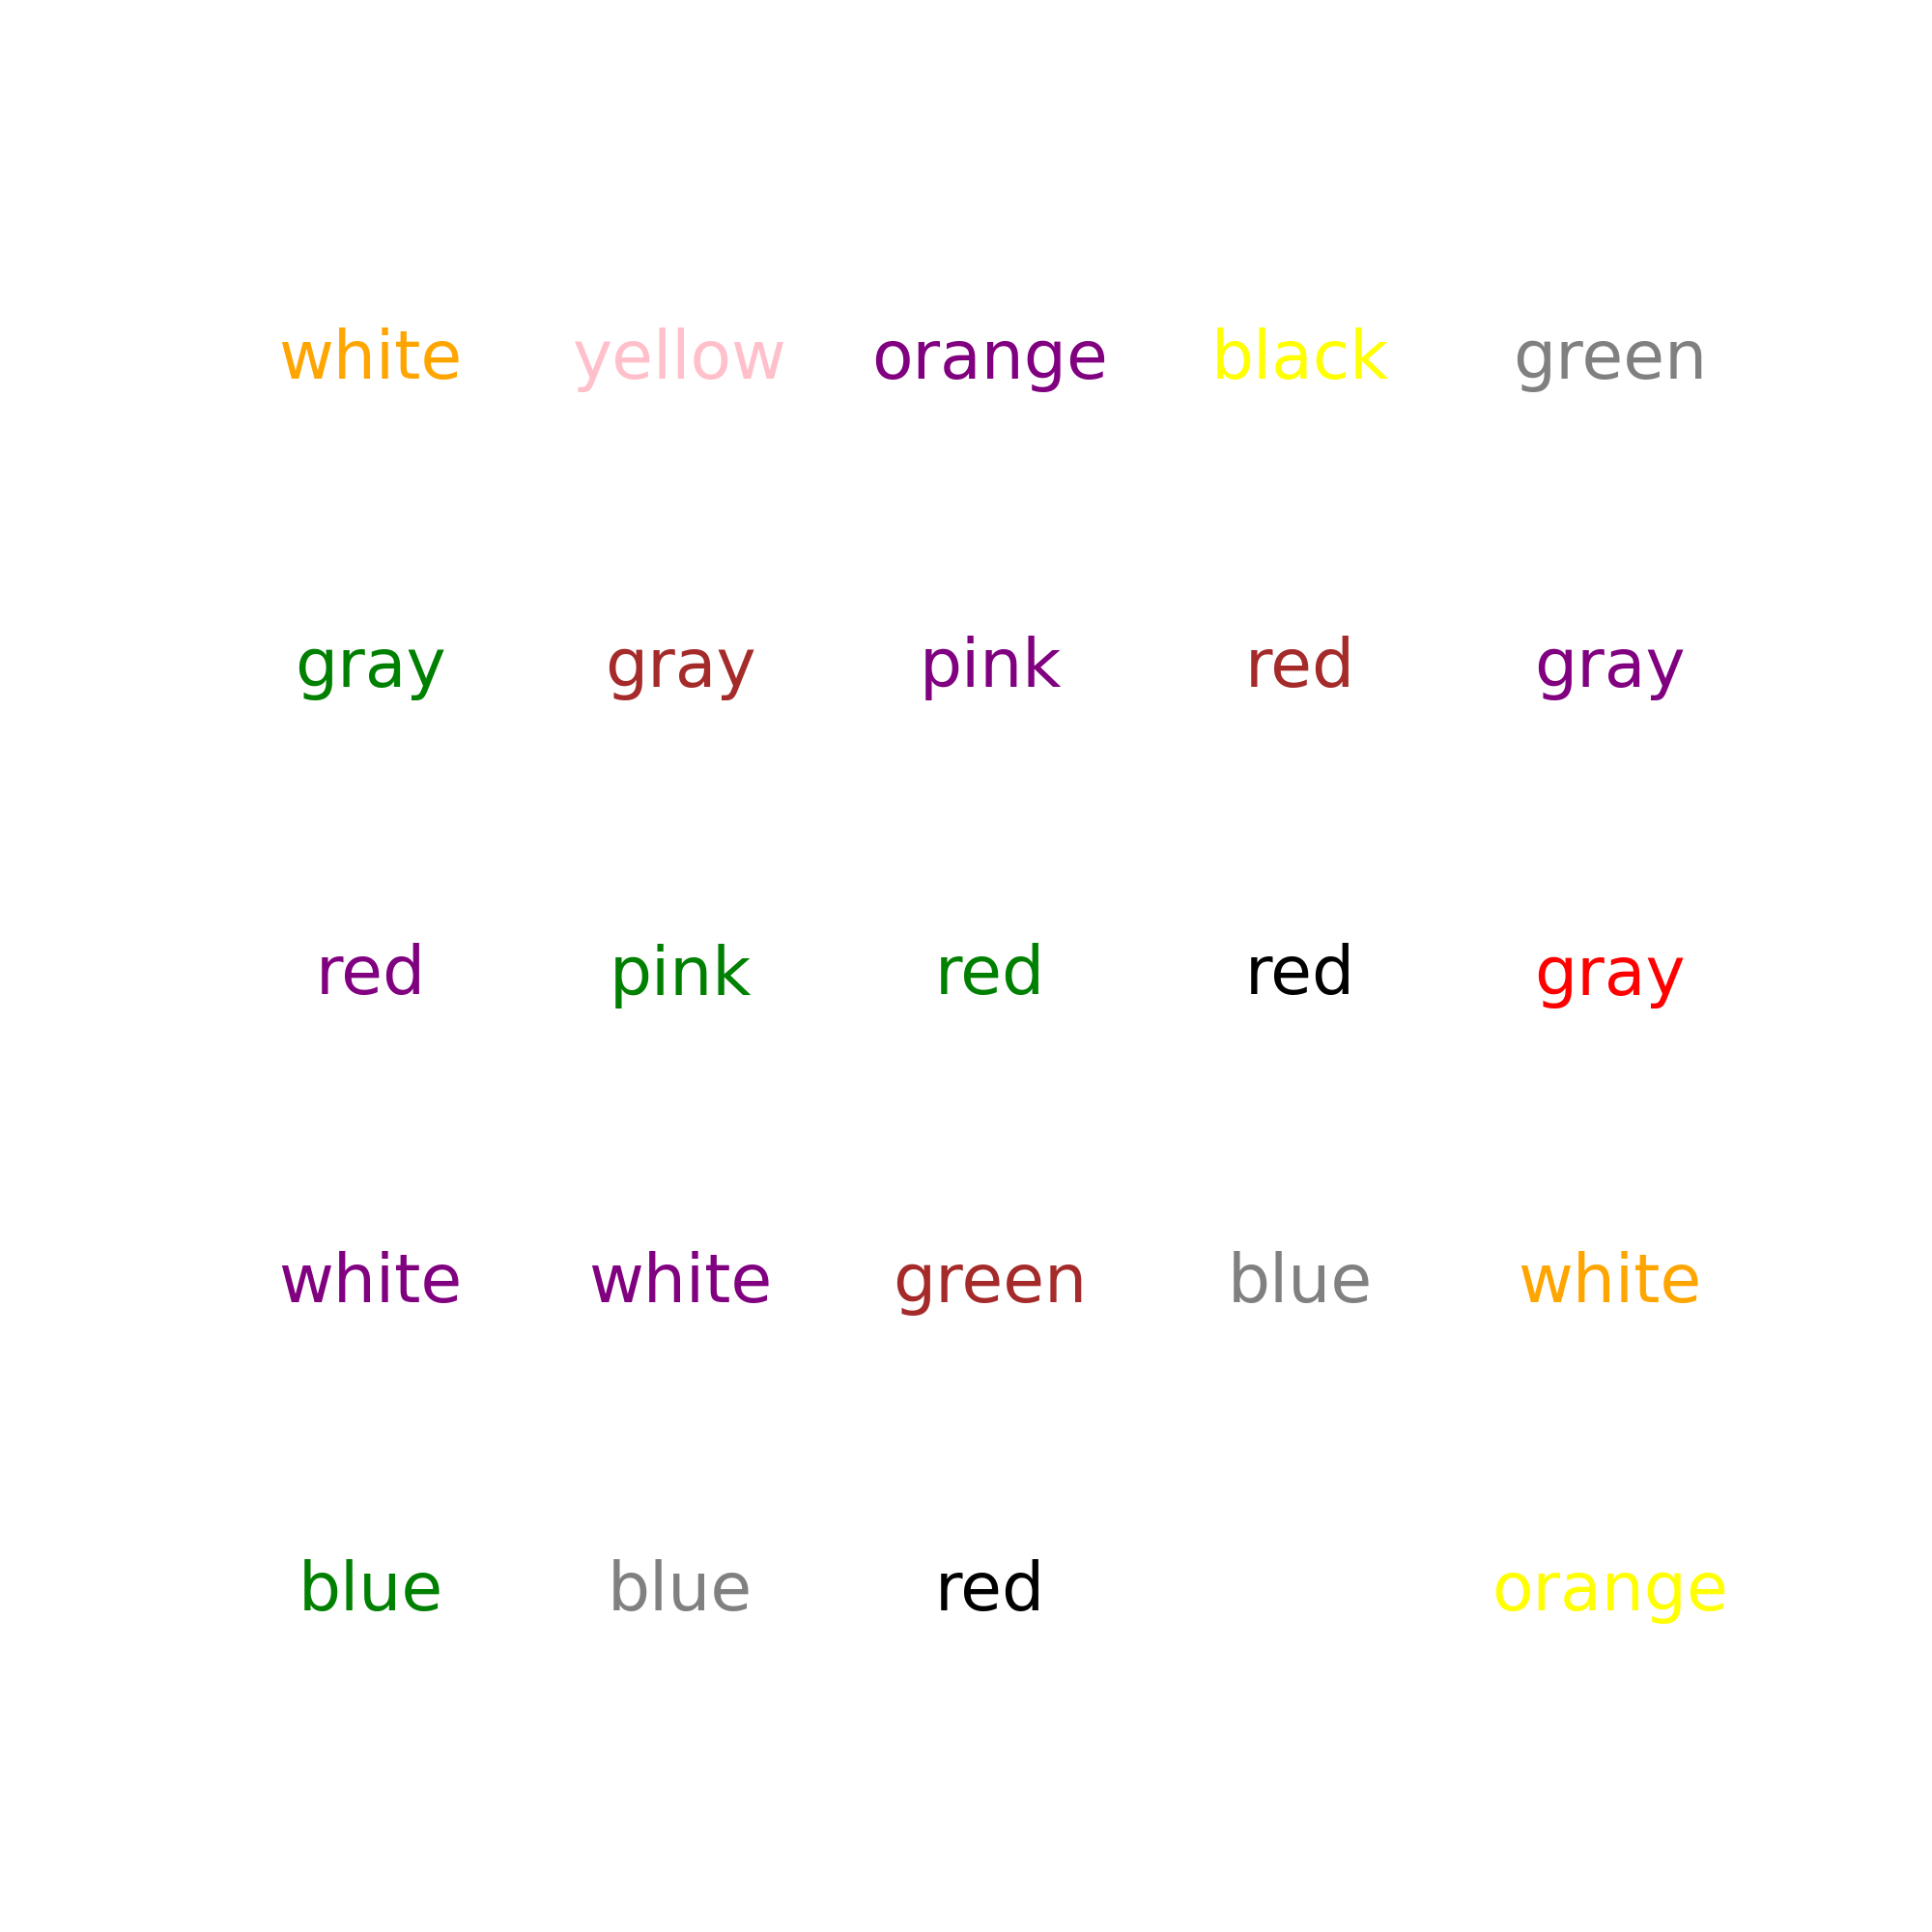 white yellow orange black green
gray gray pink red gray
red pink red red gray
white white green blue white
blue blue red orange